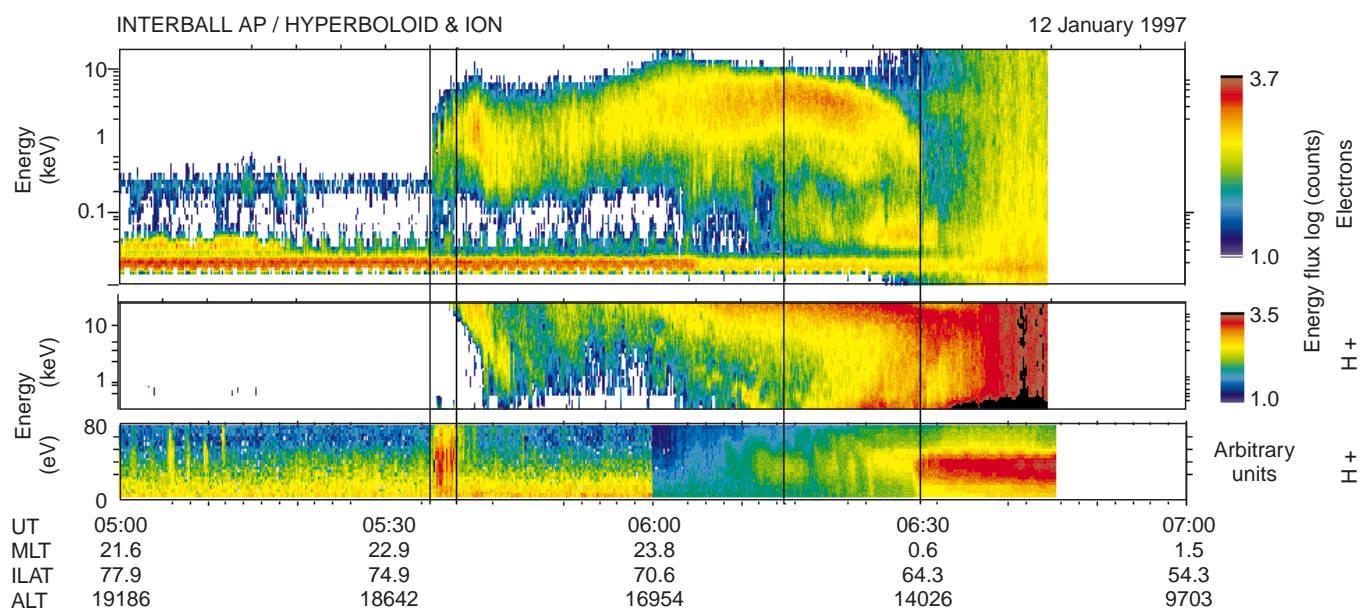 INTERBALL AP / HYPERBOLOID & ION 12 January 1997
10
1
0.1
Energy
(keV)
3.7
1.0
Electrons
10
1
Energy
(keV)
3.5
1.0
Energy flux log (counts)
H +
80
0
(eV)
Arbitrary
units
H +
UT 05:00 05:30 06:00 06:30 07:00
MLT 21.6 22.9 23.8 0.6 1.5
ILAT 77.9 74.9 70.6 64.3 54.3
ALT 19186 18642 16954 14026 9703